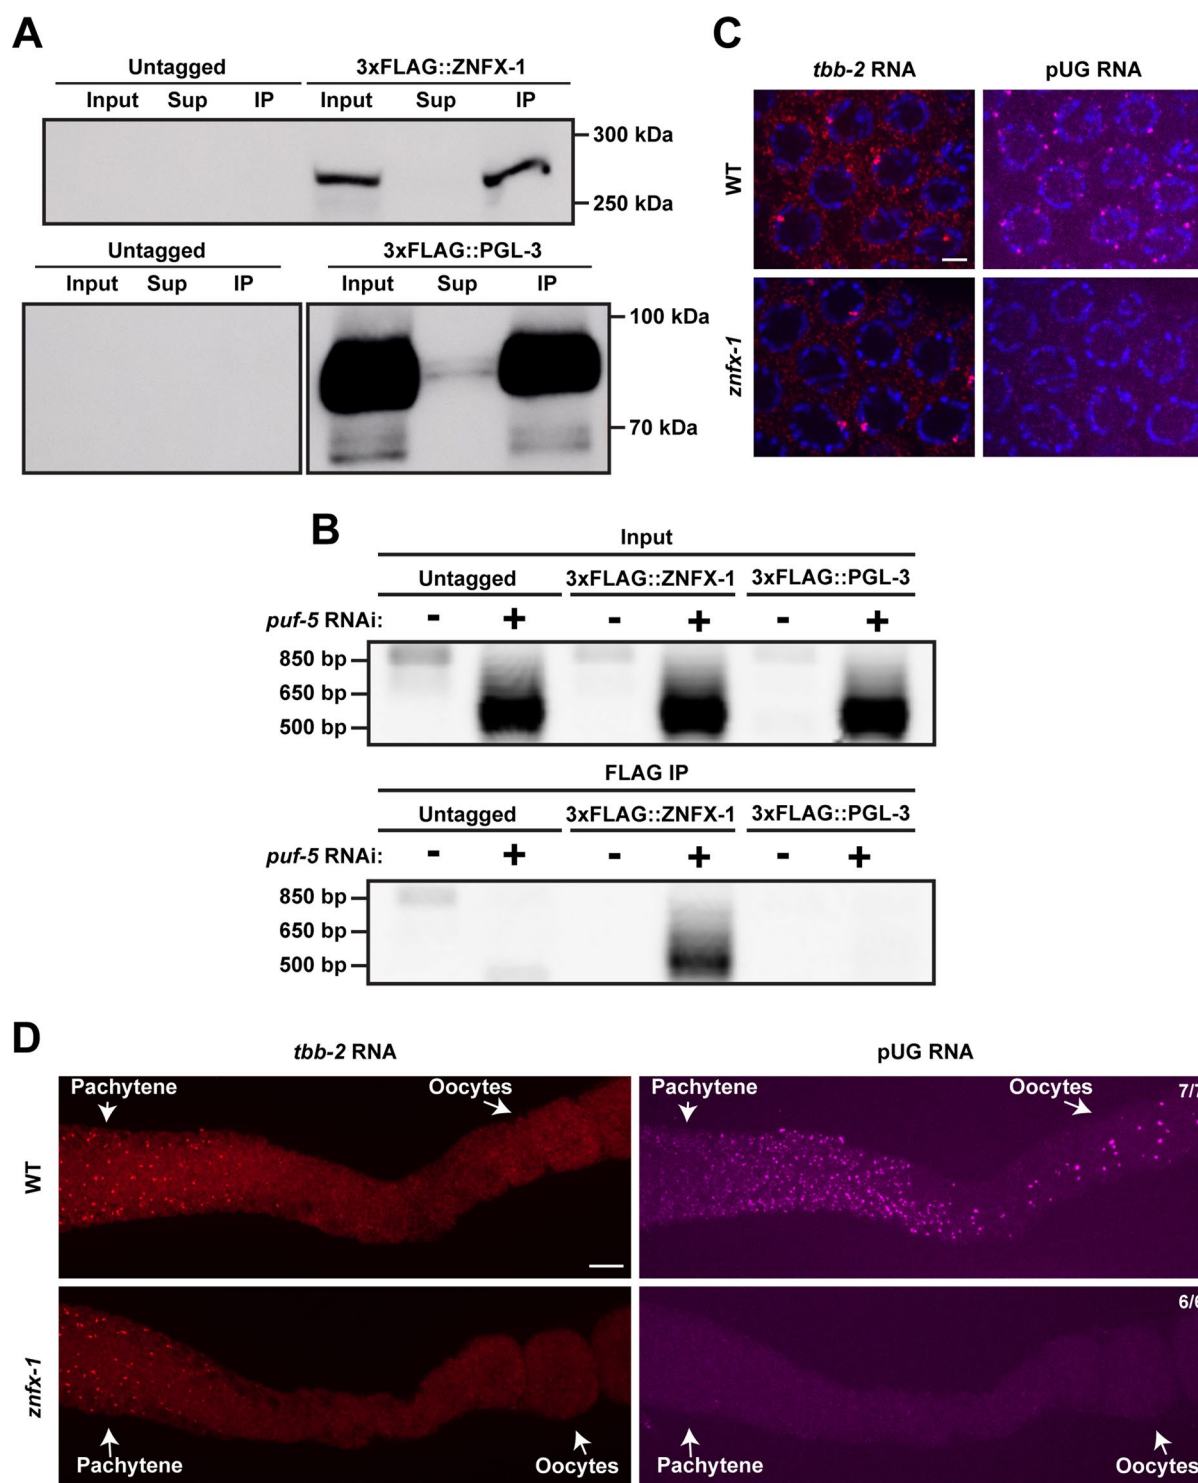 A
Untagged 3xFLAG::ZNFX-1
Input Sup IP Input Sup IP
300 kDa
250 kDa
Untagged 3xFLAG::PGL-3
Input Sup IP Input Sup IP
100 kDa
70 kDa
C
tbb-2 RNA pUG RNA
WT
znfx-1
B
Input
Untagged 3xFLAG::ZNFX-1 3xFLAG::PGL-3
puf-5 RNAi: - + - + - +
850 bp
650 bp
500 bp
FLAG IP
Untagged 3xFLAG::ZNFX-1 3xFLAG::PGL-3
puf-5 RNAi: - + - + - +
850 bp
650 bp
500 bp
D
tbb-2 RNA pUG RNA
WT
Pachytene Oocytes Pachytene Oocytes 7/7
znfx-1
6/6
Pachytene Oocytes Pachytene Oocytes